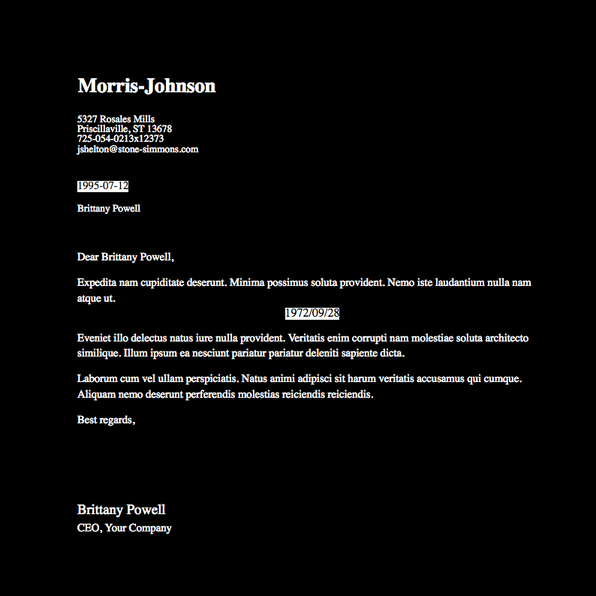 Morris-Johnson
5327 Rosales Mills
Priscillaville, ST 13678
725-054-0213x12373
jshelton@stone-simmons.com
1995-07-12
Brittany Powell
Dear Brittany Powell,
Expedita nam cupiditate deserunt. Minima possimus soluta provident. Nemo iste laudantium nulla nam
atque ut.
1972/09/28
Eveniet illo delectus natus iure nulla provident. Veritatis enim corrupti nam molestiae soluta architecto
similique. Illum ipsum ea nesciunt pariatur pariatur deleniti sapiente dicta.
Laborum cum vel ullam perspiciatis. Natus animi adipisci sit harum veritatis accusamus qui cumque.
Aliquam nemo deserunt perferendis molestias reiciendis reiciendis.
Best regards,
Brittany Powell
CEO, Your Company